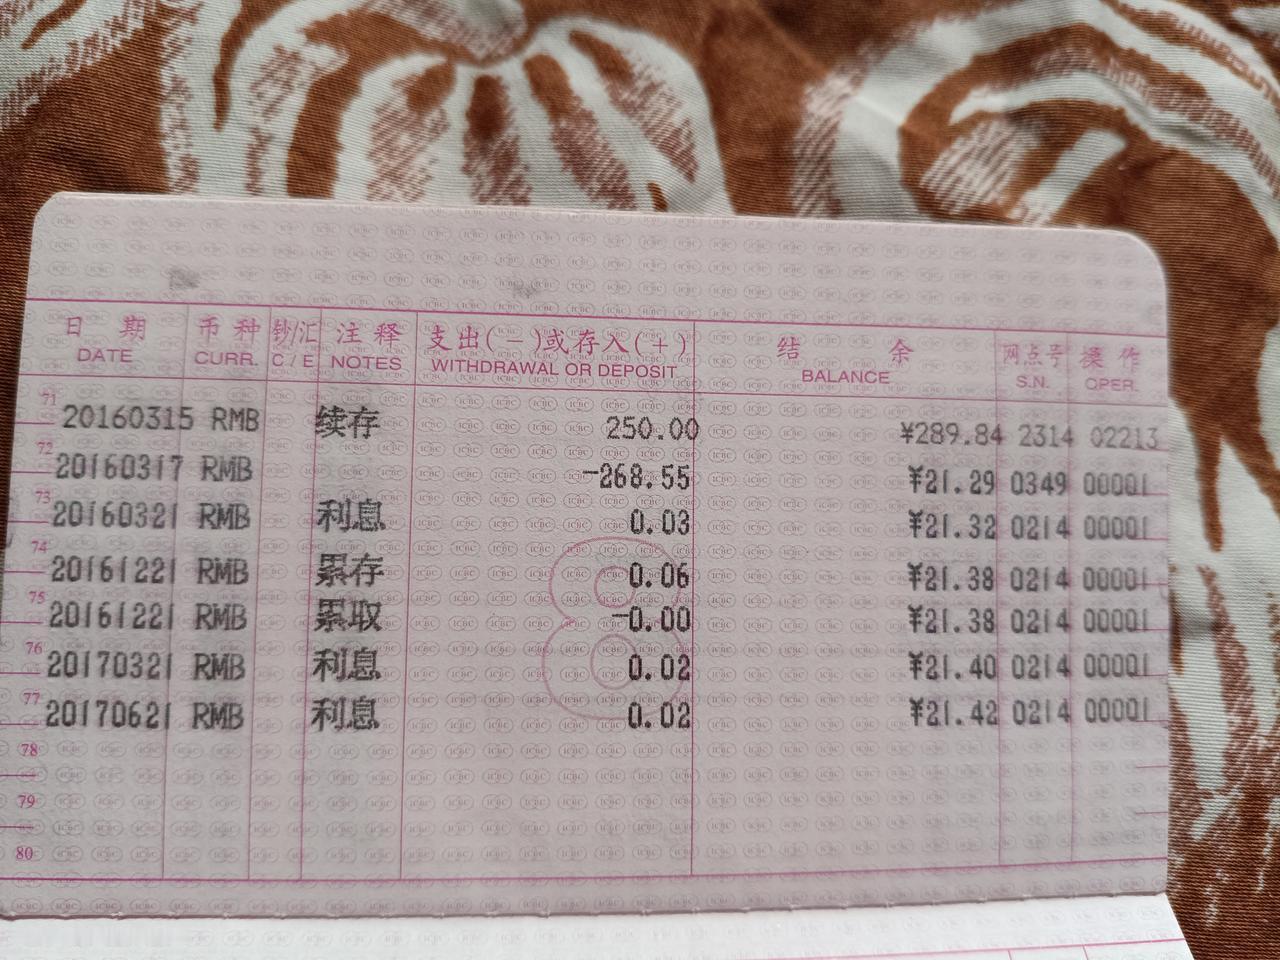 日 期 币 种 钞/汇 注 释 支出(－)或存入(＋) 结 余 网点号 操 作
DATE CURR. C / E NOTES WITHDRAWAL OR DEPOSIT BALANCE S.N. OPER.
71 20160315 RMB 续存 250.00 ¥289.84 2314 02213
72 20160317 RMB -268.55 ¥21.29 0349 00001
73 20160321 RMB 利息 0.03 ¥21.32 0214 00001
74 20161221 RMB 累存 0.06 ¥21.38 0214 00001
75 20161221 RMB 累取 -0.00 ¥21.38 0214 00001
76 20170321 RMB 利息 0.02 ¥21.40 0214 00001
77 20170621 RMB 利息 0.02 ¥21.42 0214 00001
78
79
80
8